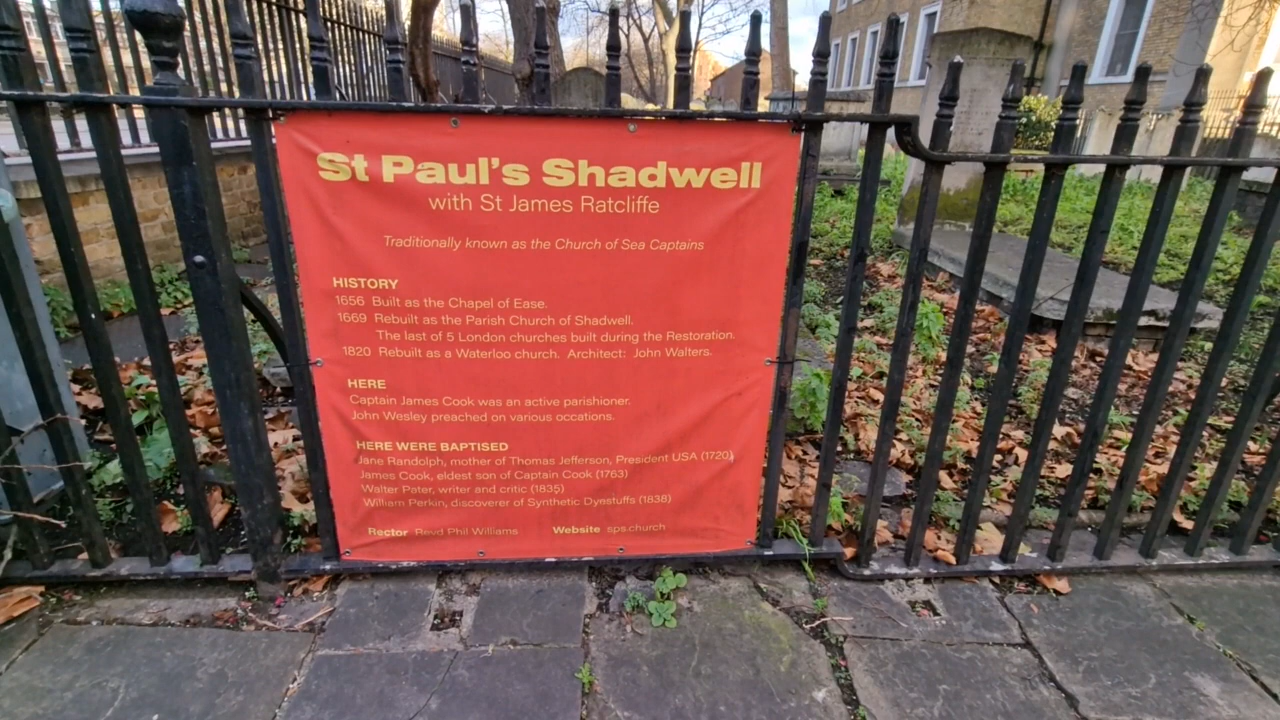 St Paul's Shadwell
with St James Ratcliffe
Traditionally known as the Church of Sea Captains
HISTORY
1656 Built as the Chapel of Ease.
1669 Rebuilt as the Parish Church of Shadwell.
The last of 5 London churches built during the Restoration.
1820 Rebuilt as a Waterloo church. Architect: John Walters.
HERE
Captain James Cook was an active parishioner.
John Wesley preached on various occations.
HERE WERE BAPTISED
Jane Randolph, mother of Thomas Jefferson, President USA (1720)
James Cook, eldest son of Captain Cook (1763)
Walter Pater, writer and critic (1835)
William Perkin, discoverer of Synthetic Dyestuffs (1838)
Rector Revd Phil Williams Website sps.church